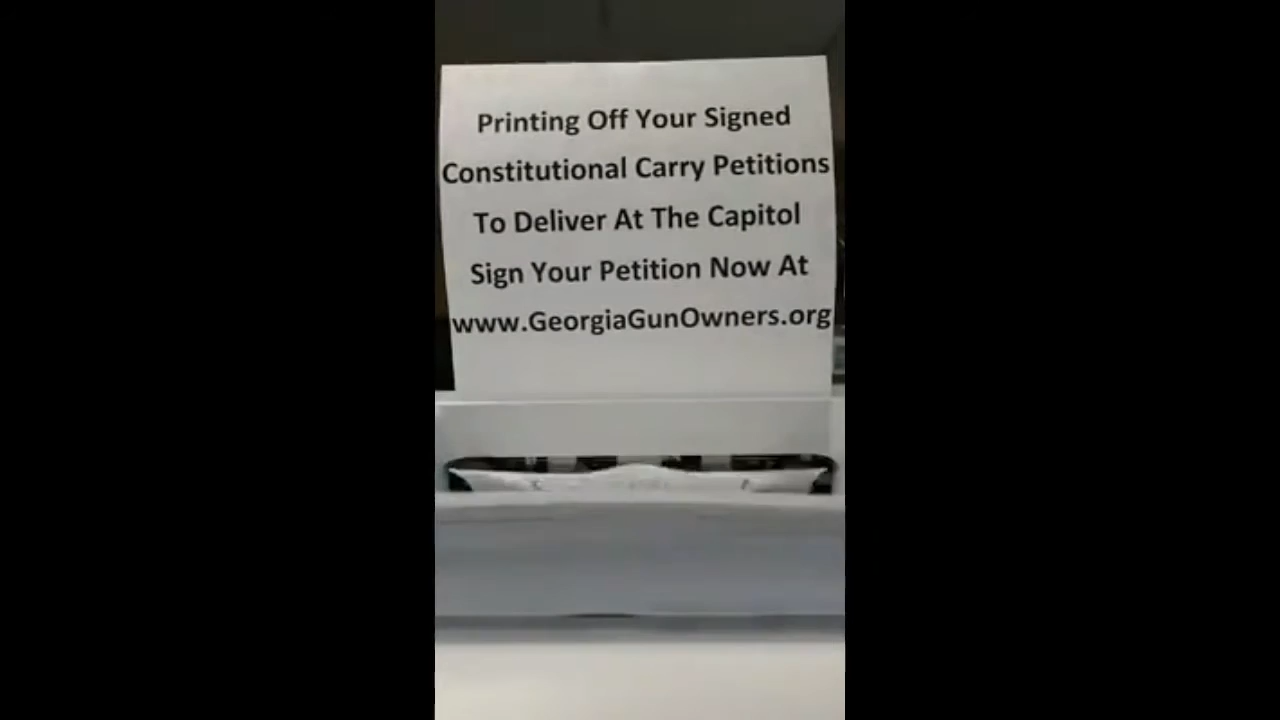 Printing Off Your Signed
Constitutional Carry Petitions
To Deliver At The Capitol
Sign Your Petition Now At
www.GeorgiaGunOwners.org